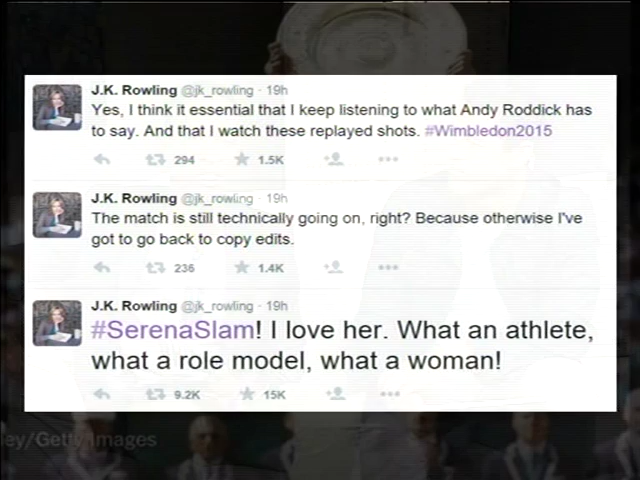 J.K. Rowling @jk_rowling · 19h
Yes, I think it essential that I keep listening to what Andy Roddick has
to say. And that I watch these replayed shots. #Wimbledon2015
294 1.5K
J.K. Rowling @jk_rowling · 19h
The match is still technically going on, right? Because otherwise I've
got to go back to copy edits.
236 1.4K
J.K. Rowling @jk_rowling · 19h
#SerenaSlam! I love her. What an athlete,
what a role model, what a woman!
9.2K 15K
ey/Getty Images